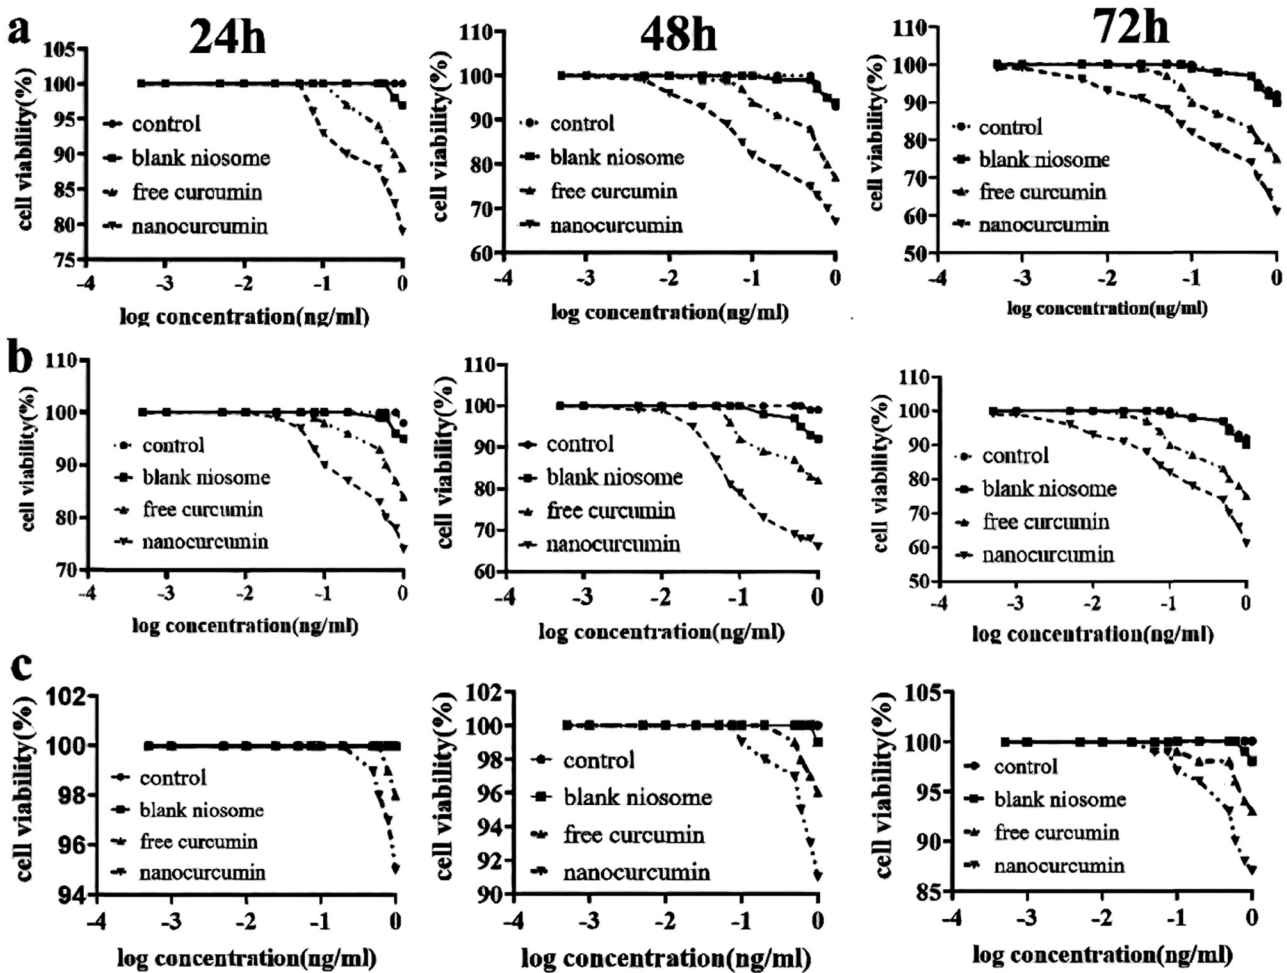 a
24h
48h
72h
105
100
95
90
85
80
75
cell viability(%)
control
blank niosome
free curcumin
nanocurcumin
-4 -3 -2 -1 0
log concentration(ng/ml)
110
100
90
80
70
60
cell viability(%)
control
blank niosome
free curcumin
nanocurcumin
-4 -3 -2 -1 0
log concentration(ng/ml)
110
100
90
80
70
60
50
cell viability(%)
control
blank niosome
free curcumin
nanocurcumin
-4 -3 -2 -1 0
log concentration(ng/ml)
b
110
100
90
80
70
cell viability(%)
control
blank niosome
free curcumin
nanocurcumin
-4 -3 -2 -1 0
log concentration(ng/ml)
110
100
90
80
70
60
cell viability(%)
control
blank niosome
free curcumin
nanocurcumin
-4 -3 -2 -1 0
log concentration(ng/ml)
110
100
90
80
70
60
50
cell viability(%)
control
blank niosome
free curcumin
nanocurcumin
-4 -3 -2 -1 0
log concentration(ng/ml)
c
102
100
98
96
94
cell viability(%)
control
blank niosome
free curcumin
nanocurcumin
-4 -3 -2 -1 0
log concentration(ng/ml)
102
100
98
96
94
92
90
cell viability(%)
control
blank niosome
free curcumin
nanocurcumin
-4 -3 -2 -1 0
log concentration(ng/ml)
105
100
95
90
85
cell viability(%)
control
blank niosome
free curcumin
nanocurcumin
-4 -3 -2 -1 0
log concentration(ng/ml)